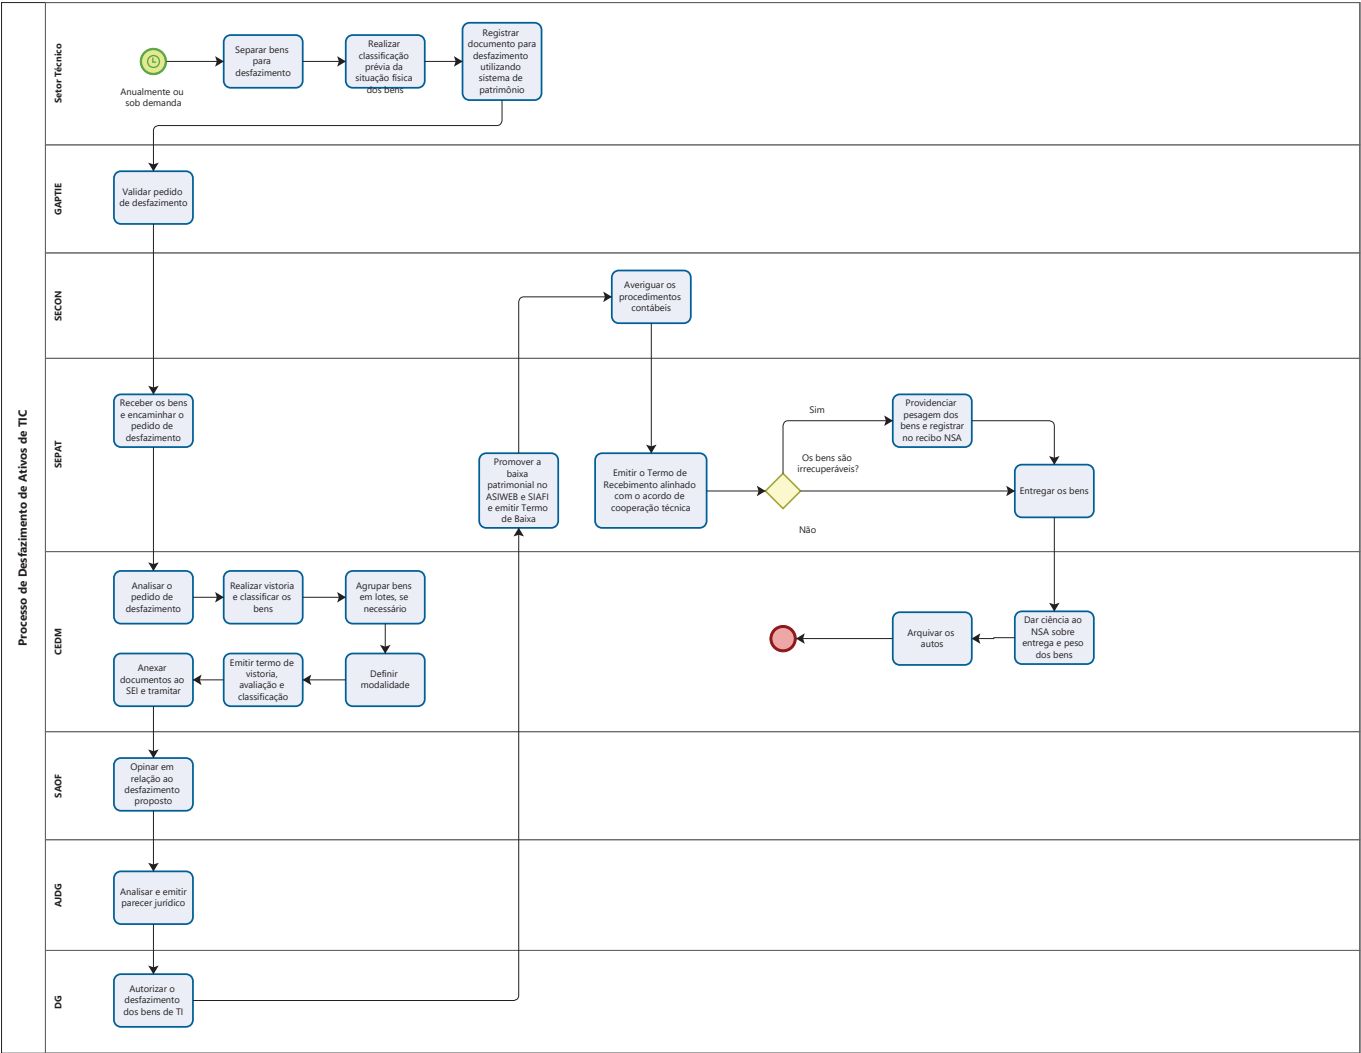 Processo de Desfazimento de Ativos de TIC
Setor Técnico
Anualmente ou
sob demanda
Separar bens
para
desfazimento
Realizar
classificação
prévia da
situação física
dos bens
Registrar
documento para
desfazimento
utilizando
sistema de
patrimônio
GAPTIE
Validar pedido
de desfazimento
SECON
Averiguar os
procedimentos
contábeis
SEPAT
Receber os bens
e encaminhar o
pedido de
desfazimento
Promover a
baixa
patrimonial no
ASIWEB e SIAFI
e emitir Termo
de Baixa
Emitir o Termo de
Recebimento alinhado
com o acordo de
cooperação técnica
Os bens são
irrecuperáveis?
Sim
Não
Providenciar
pesagem dos
bens e registrar
no recibo NSA
Entregar os bens
CEDM
Analisar o
pedido de
desfazimento
Realizar vistoria
e classificar os
bens
Agrupar bens
em lotes, se
necessário
Definir
modalidade
Emitir termo de
vistoria,
avaliação e
classificação
Anexar
documentos ao
SEI e tramitar
Dar ciência ao
NSA sobre
entrega e peso
dos bens
Arquivar os
autos
SAOF
Opinar em
relação ao
desfazimento
proposto
AJDG
Analisar e emitir
parecer jurídico
DG
Autorizar o
desfazimento
dos bens de TI